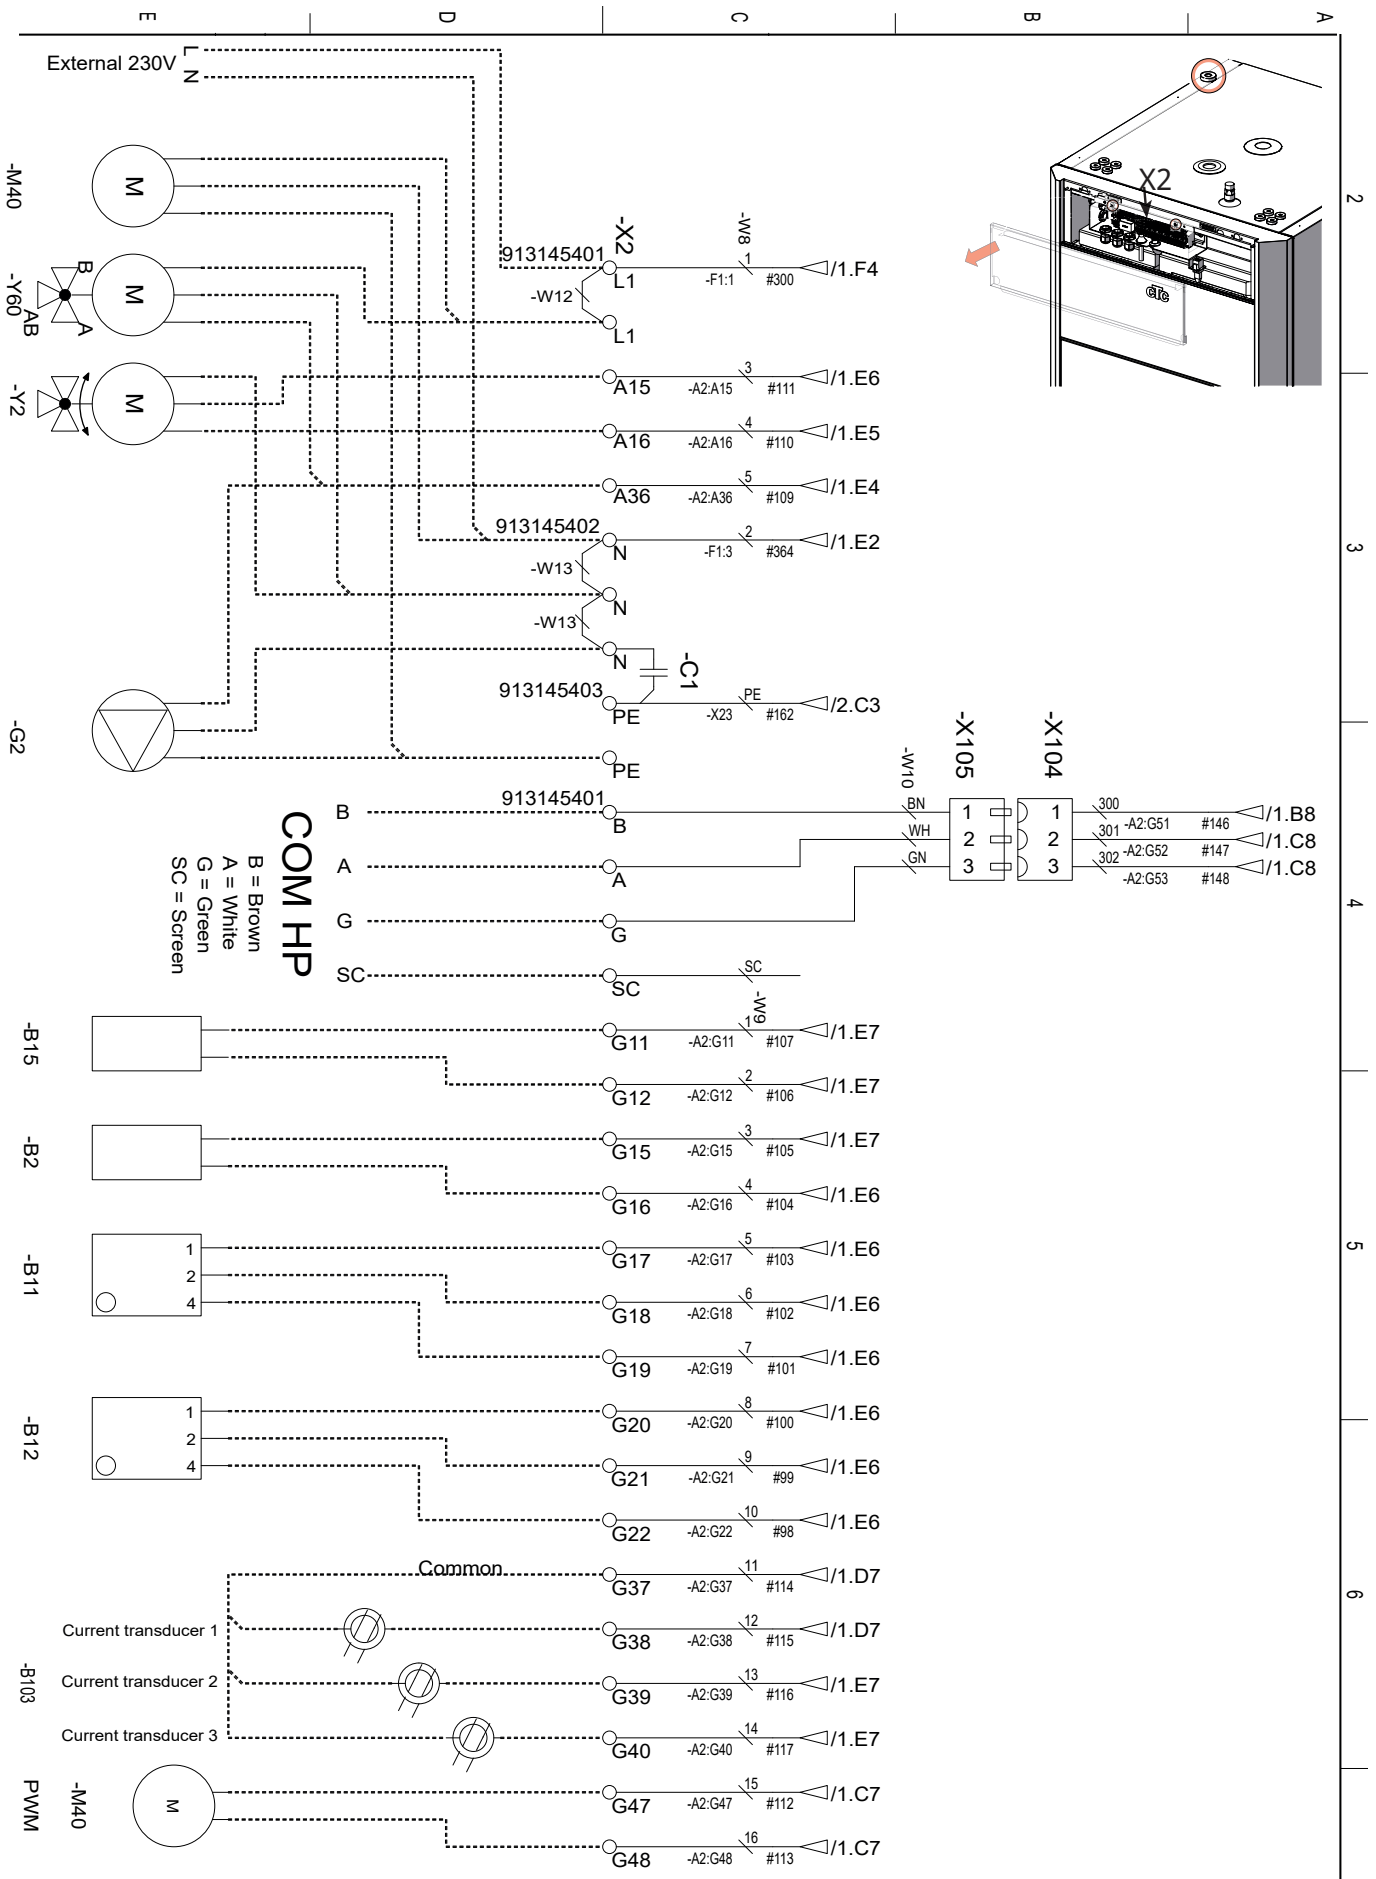 E D C B A
External 230V L
N
2
X2
cTc
-M40
M
-X2
-W8
913145401
L1
1
-F1:1 #300
/1.F4
-W12
L1
B
-Y60
AB
A
M
A15
3
-A2:A15 #111
/1.E6
-Y2
M
A16
4
-A2:A16 #110
/1.E5
A36
5
-A2:A36 #109
/1.E4
3
913145402
N
2
-F1:3 #364
/1.E2
-W13
N
-W13
N
-C1
913145403
PE
PE
-X23 #162
/2.C3
-G2
PE
-W10
-X105
-X104
B
913145401
B
BN
1 1
300
-A2:G51 #146
/1.B8
WH
2 2
301
-A2:G52 #147
/1.C8
GN
3 3
302
-A2:G53 #148
/1.C8
A
A
4
G
G
SC
SC
SC
COM HP
B = Brown
A = White
G = Green
SC = Screen
-W9
-B15
G11
1
-A2:G11 #107
/1.E7
G12
2
-A2:G12 #106
/1.E7
-B2
G15
3
-A2:G15 #105
/1.E7
G16
4
-A2:G16 #104
/1.E6
5
-B11
1
2
4
G17
5
-A2:G17 #103
/1.E6
G18
6
-A2:G18 #102
/1.E6
G19
7
-A2:G19 #101
/1.E6
-B12
1
2
4
G20
8
-A2:G20 #100
/1.E6
G21
9
-A2:G21 #99
/1.E6
G22
10
-A2:G22 #98
/1.E6
6
Common
G37
11
-A2:G37 #114
/1.D7
Current transducer 1
G38
12
-A2:G38 #115
/1.D7
-B103
Current transducer 2
G39
13
-A2:G39 #116
/1.E7
Current transducer 3
G40
14
-A2:G40 #117
/1.E7
PWM
-M40
M
G47
15
-A2:G47 #112
/1.C7
G48
16
-A2:G48 #113
/1.C7